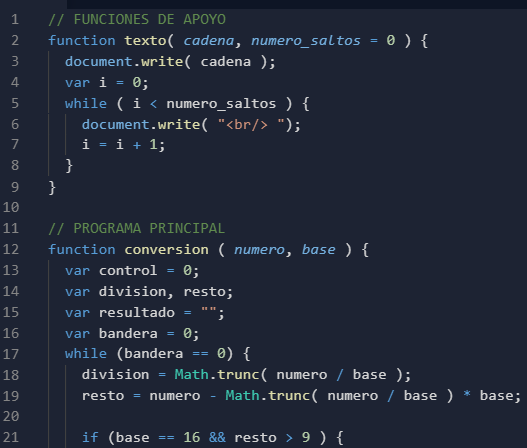 1 // FUNCIONES DE APOYO
2 function texto( cadena, numero_saltos = 0 ) {
3 document.write( cadena );
4 var i = 0;
5 while ( i < numero_saltos ) {
6 document.write( "<br/> ");
7 i = i + 1;
8 }
9 }
10
11 // PROGRAMA PRINCIPAL
12 function conversion ( numero, base ) {
13 var control = 0;
14 var division, resto;
15 var resultado = "";
16 var bandera = 0;
17 while (bandera == 0) {
18 division = Math.trunc( numero / base );
19 resto = numero - Math.trunc( numero / base ) * base;
20
21 if (base == 16 && resto > 9 ) {